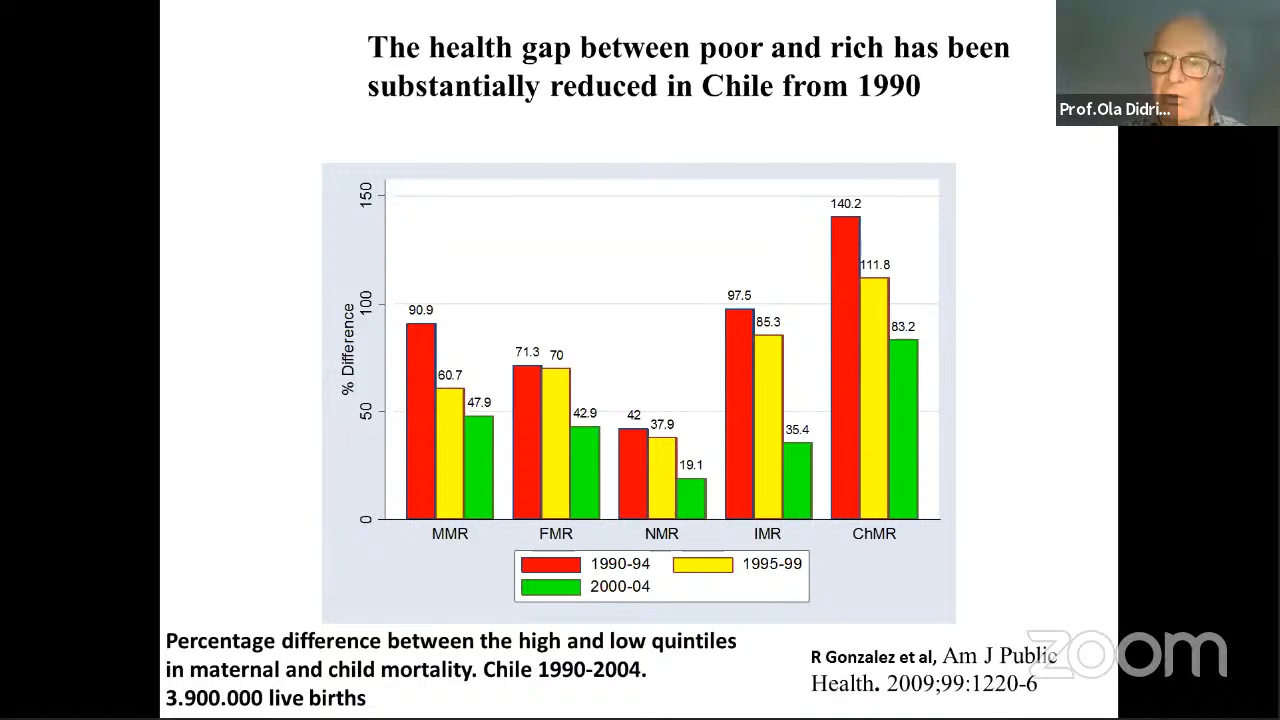 The health gap between poor and rich has been
substantially reduced in Chile from 1990
Prof.Ola Didri...
% Difference
150
100
50
0
90.9
60.7
47.9
71.3
70
42.9
42
37.9
19.1
97.5
85.3
35.4
140.2
111.8
83.2
MMR
FMR
NMR
IMR
ChMR
1990-94
1995-99
2000-04
Percentage difference between the high and low quintiles
in maternal and child mortality. Chile 1990-2004.
3.900.000 live births
R Gonzalez et al, Am J Public
Health. 2009;99:1220-6
zoom